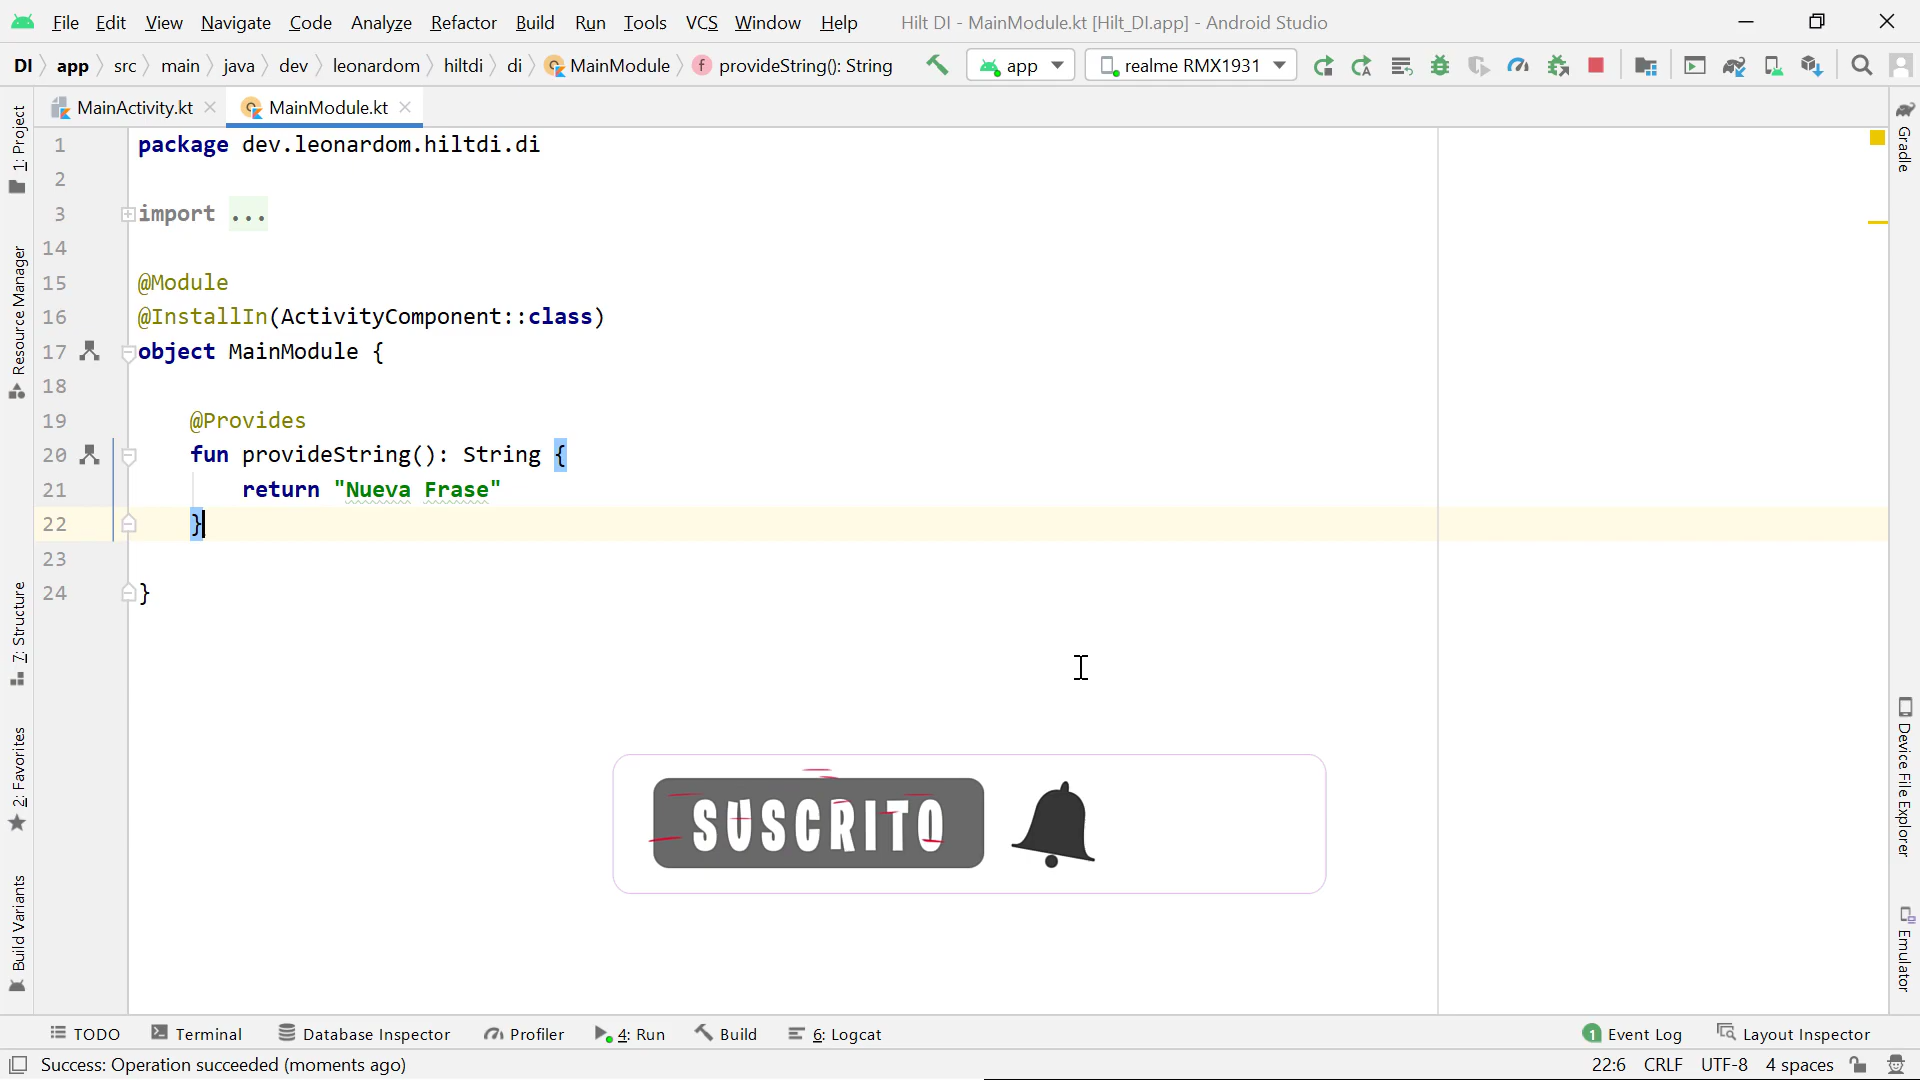 File Edit View Navigate Code Analyze Refactor Build Run Tools VCS Window Help Hilt DI - MainModule.kt [Hilt_DI.app] - Android Studio
DI app src main java dev leonardom hiltdi di MainModule provideString(): String app realme RMX1931
MainActivity.kt MainModule.kt
1: Project
Resource Manager
7: Structure
2: Favorites
Build Variants
1 package dev.leonardom.hiltdi.di
2
3 import ...
14
15 @Module
16 @InstallIn(ActivityComponent::class)
17 object MainModule {
18
19 @Provides
20 fun provideString(): String {
21 return "Nueva Frase"
22 }
23
24 }
SUSCRITO
Gradle
Device File Explorer
Emulator
TODO Terminal Database Inspector Profiler 4: Run Build 6: Logcat 1 Event Log Layout Inspector
Success: Operation succeeded (moments ago) 22:6 CRLF UTF-8 4 spaces